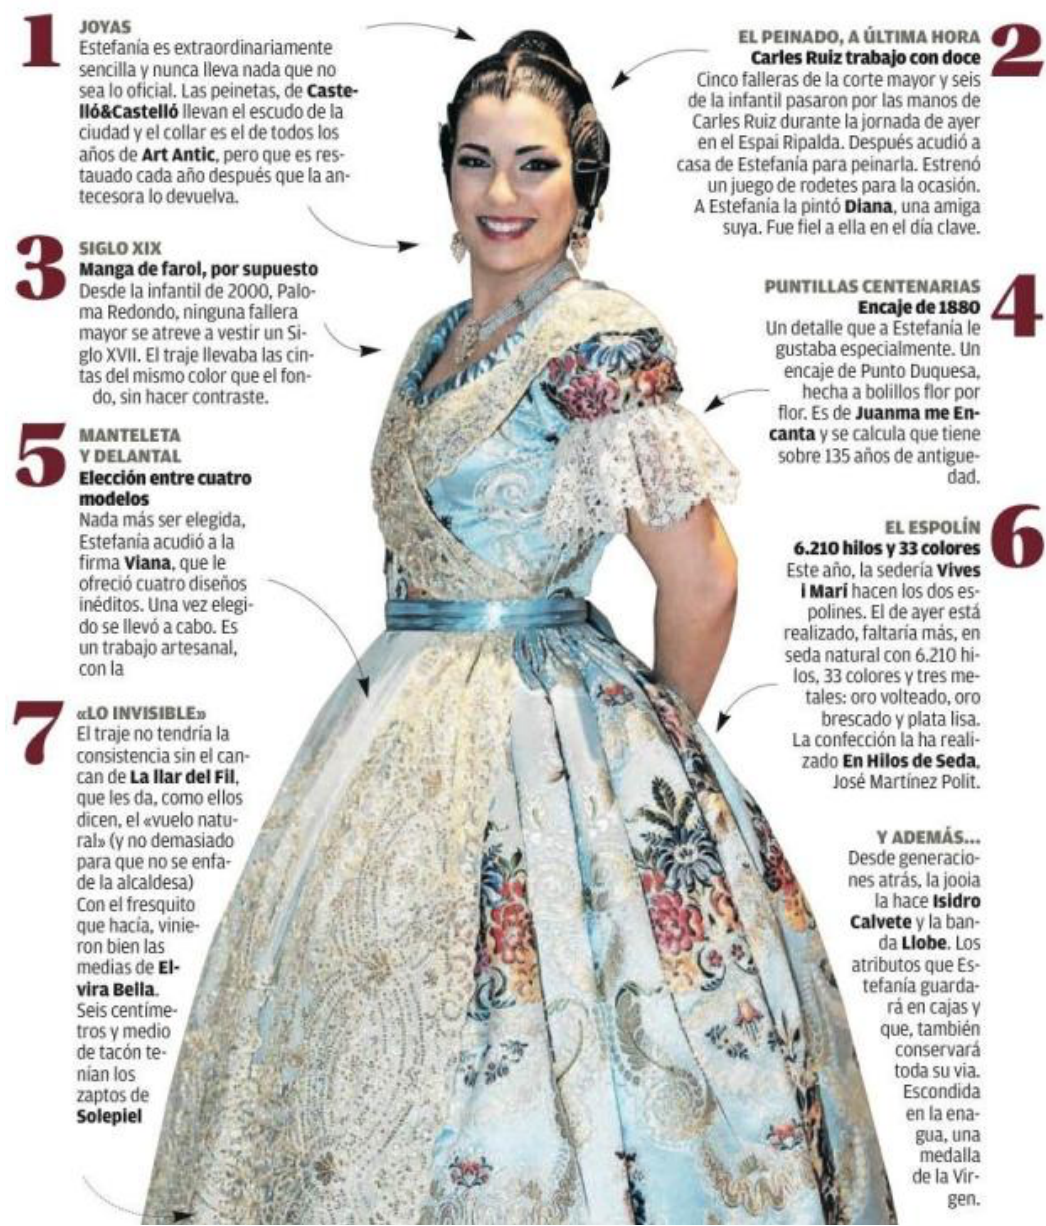 1
JOYAS
Estefanía es extraordinariamente
sencilla y nunca lleva nada que no
sea lo oficial. Las peinetas, de Caste-
lló&Castelló llevan el escudo de la
ciudad y el collar es el de todos los
años de Art Antic, pero que es res-
tauado cada año después que la an-
tecesora lo devuelva.
2
EL PEINADO, A ÚLTIMA HORA
Carles Ruiz trabajo con doce
Cinco falleras de la corte mayor y seis
de la infantil pasaron por las manos de
Carles Ruiz durante la jornada de ayer
en el Espai Ripalda. Después acudió a
casa de Estefanía para peinarla. Estrenó
un juego de rodetes para la ocasión.
A Estefanía la pintó Diana, una amiga
suya. Fue fiel a ella en el día clave.
3
SIGLO XIX
Manga de farol, por supuesto
Desde la infantil de 2000, Palo-
ma Redondo, ninguna fallera
mayor se atreve a vestir un Si-
glo XVII. El traje llevaba las cin-
tas del mismo color que el fon-
do, sin hacer contraste.
4
PUNTILLAS CENTENARIAS
Encaje de 1880
Un detalle que a Estefanía le
gustaba especialmente. Un
encaje de Punto Duquesa,
hecha a bolillos flor por
flor. Es de Juanma me En-
canta y se calcula que tiene
sobre 135 años de antigue-
dad.
5
MANTELETA
Y DELANTAL
Elección entre cuatro
modelos
Nada más ser elegida,
Estefanía acudió a la
firma Viana, que le
ofreció cuatro diseños
inéditos. Una vez elegi-
do se llevó a cabo. Es
un trabajo artesanal,
con la
6
EL ESPOLÍN
6.210 hilos y 33 colores
Este año, la sedería Vives
i Marí hacen los dos es-
polines. El de ayer está
realizado, faltaría más, en
seda natural con 6.210 hi-
los, 33 colores y tres me-
tales: oro volteado, oro
brescado y plata lisa.
La confección la ha reali-
zado En Hilos de Seda,
José Martínez Polit.
7
«LO INVISIBLE»
El traje no tendría la
consistencia sin el can-
can de La llar del Fil,
que les da, como ellos
dicen, el «vuelo natu-
ral» (y no demasiado
para que no se enfa-
de la alcaldesa)
Con el fresquito
que hacía, vinie-
ron bien las
medias de El-
vira Bella.
Seis centíme-
tros y medio
de tacón te-
nían los
zaptos de
Solepiel
Y ADEMÁS...
Desde generacio-
nes atrás, la jooia
la hace Isidro
Calvete y la ban-
da Llobe. Los
atributos que Es-
tefanía guarda-
rá en cajas y
que, también
conservará
toda su via.
Escondida
en la ena-
gua, una
medalla
de la Vir-
gen.